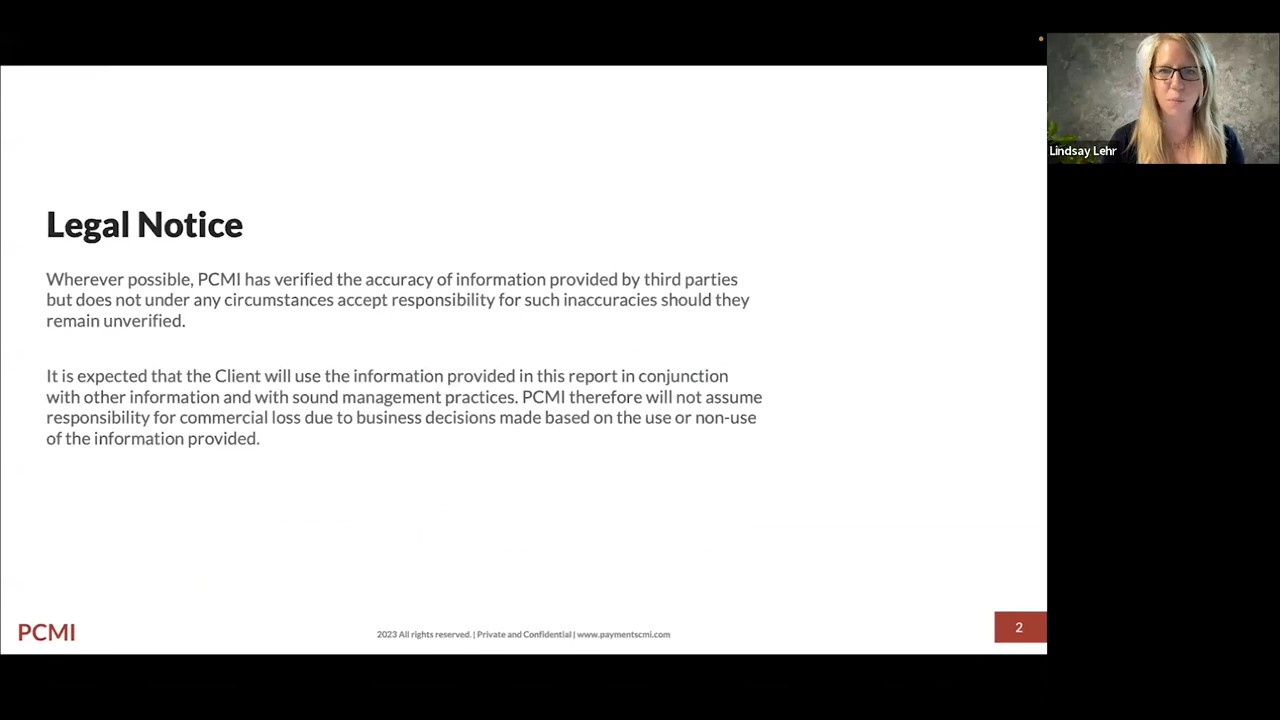 Legal Notice
Wherever possible, PCMI has verified the accuracy of information provided by third parties
but does not under any circumstances accept responsibility for such inaccuracies should they
remain unverified.
It is expected that the Client will use the information provided in this report in conjunction
with other information and with sound management practices. PCMI therefore will not assume
responsibility for commercial loss due to business decisions made based on the use or non-use
of the information provided.
PCMI
2023 All rights reserved. | Private and Confidential | www.paymentscmi.com
2
Lindsay Lehr